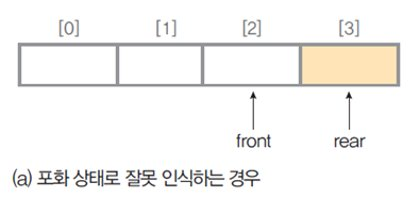 [0] [1] [2] [3]
front rear
(a) 포화 상태로 잘못 인식하는 경우